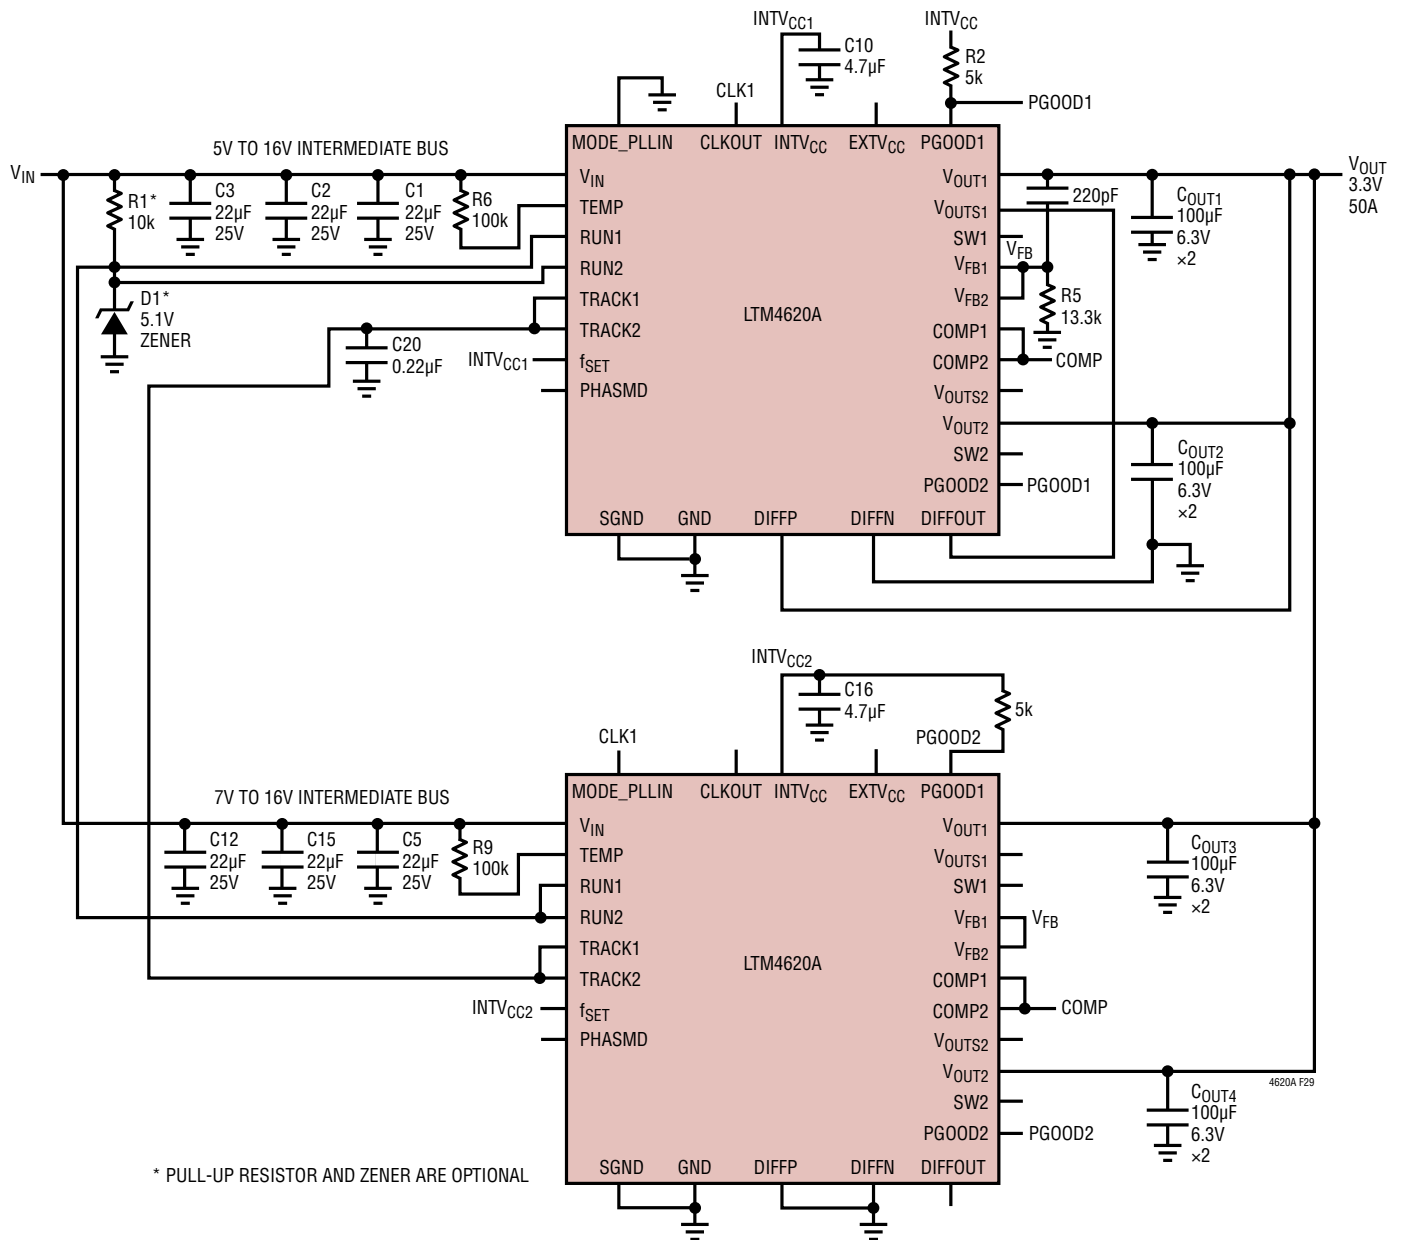 INTVCC1
INTVCC
C10
4.7µF
R2
5k
CLK1
PGOOD1
5V TO 16V INTERMEDIATE BUS
MODE_PLLIN
CLKOUT
INTVCC
EXTVCC
PGOOD1
VIN
R1*
10k
C3
22µF
25V
C2
22µF
25V
C1
22µF
25V
R6
100k
VIN
TEMP
RUN1
RUN2
TRACK1
TRACK2
fSET
PHASMD
INTVCC1
D1*
5.1V
ZENER
C20
0.22µF
LTM4620A
VOUT1
VOUTS1
SW1
VFB1
VFB2
COMP1
COMP2
VOUTS2
VOUT2
SW2
PGOOD2
220pF
VFB
R5
13.3k
COMP
PGOOD1
COUT1
100µF
6.3V
×2
VOUT
3.3V
50A
COUT2
100µF
6.3V
×2
SGND
GND
DIFFP
DIFFN
DIFFOUT
INTVCC2
C16
4.7µF
5k
CLK1
PGOOD2
7V TO 16V INTERMEDIATE BUS
MODE_PLLIN
CLKOUT
INTVCC
EXTVCC
PGOOD1
C12
22µF
25V
C15
22µF
25V
C5
22µF
25V
R9
100k
VIN
TEMP
RUN1
RUN2
TRACK1
TRACK2
fSET
PHASMD
INTVCC2
LTM4620A
VOUT1
VOUTS1
SW1
VFB1
VFB2
COMP1
COMP2
VOUTS2
VOUT2
SW2
PGOOD2
VFB
COMP
PGOOD2
COUT3
100µF
6.3V
×2
4620A F29
COUT4
100µF
6.3V
×2
SGND
GND
DIFFP
DIFFN
DIFFOUT
* PULL-UP RESISTOR AND ZENER ARE OPTIONAL